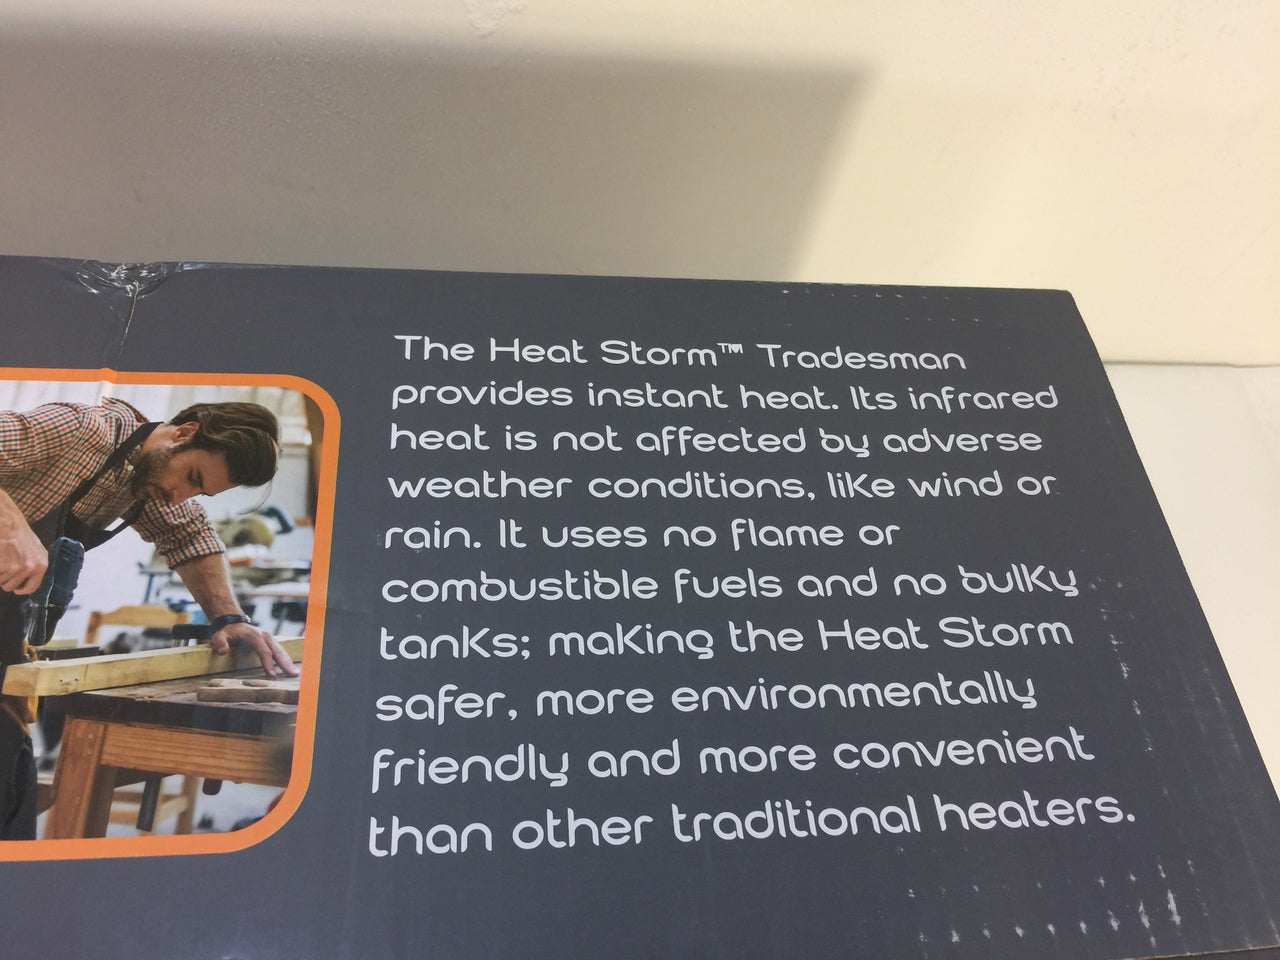 The Heat Storm™ Tradesman
provides instant heat. Its infrared
heat is not affected by adverse
weather conditions, like wind or
rain. It uses no flame or
combustible fuels and no bulky
tanks; making the Heat Storm
safer, more environmentally
friendly and more convenient
than other traditional heaters.